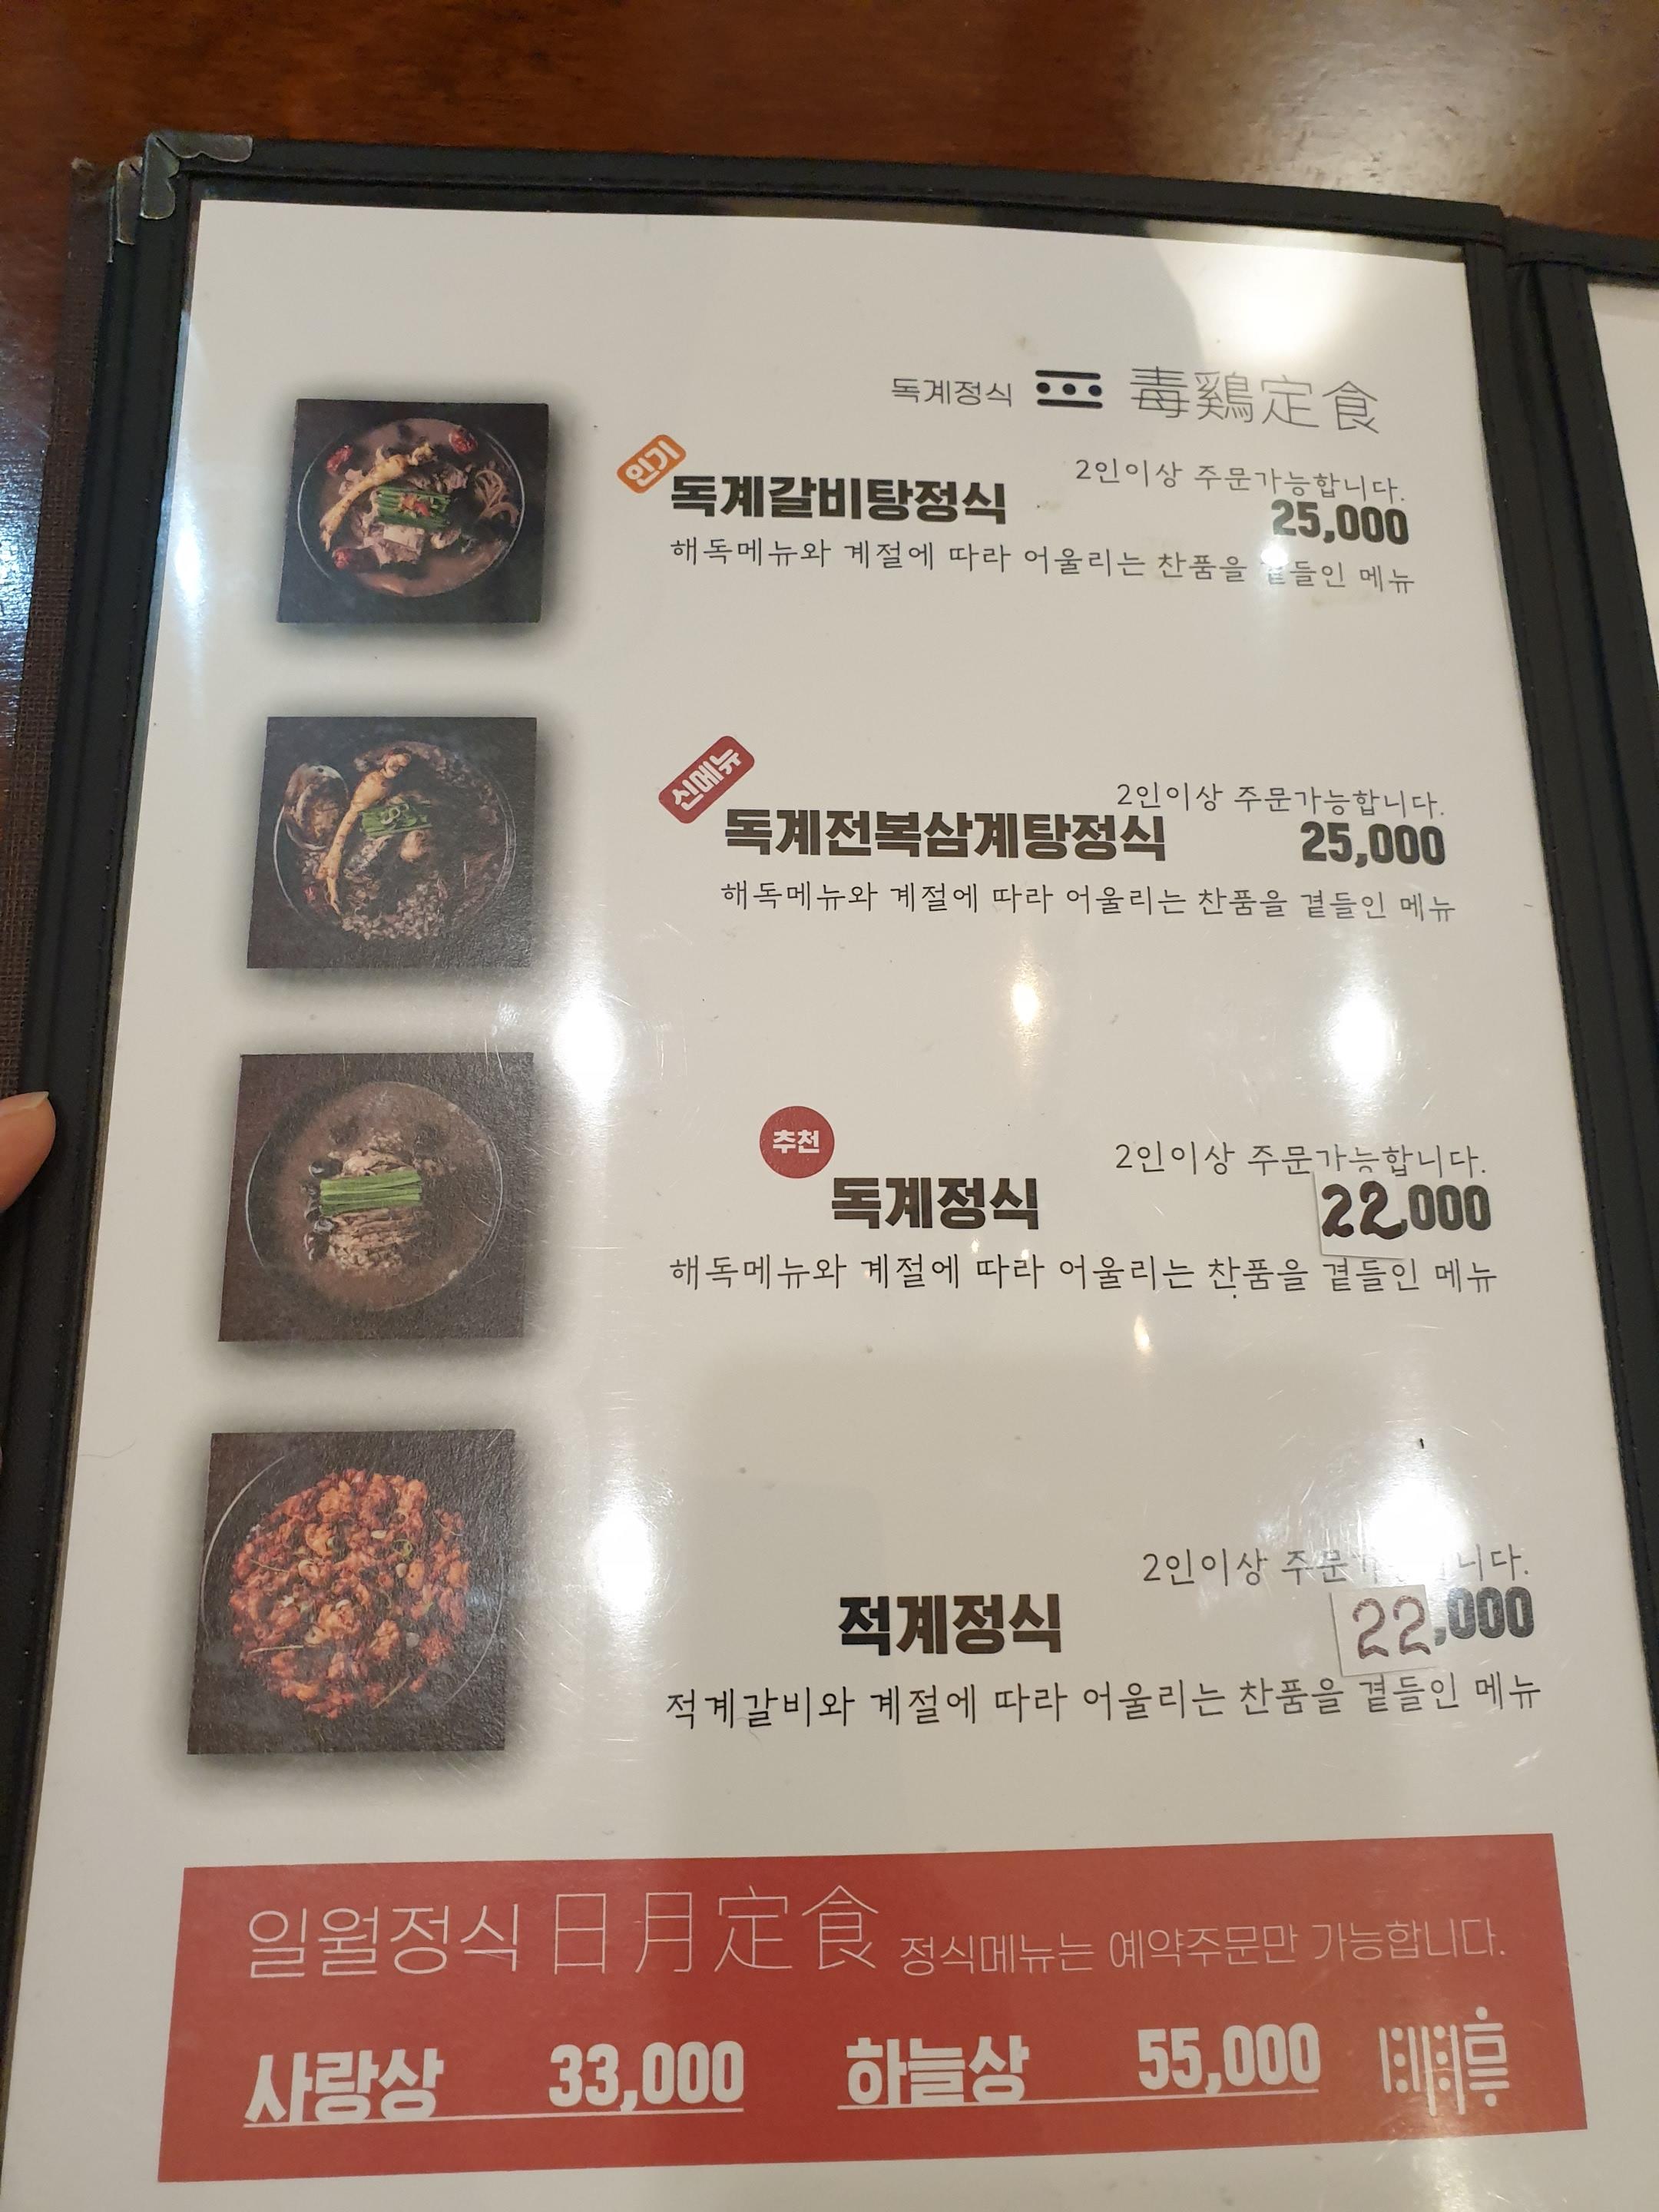 독계정식 毒鷄定食
인기
2인이상 주문가능합니다.
독계갈비탕정식 25,000
해독메뉴와 계절에 따라 어울리는 찬품을 곁들인 메뉴
신메뉴
2인이상 주문가능합니다.
독계전복삼계탕정식 25,000
해독메뉴와 계절에 따라 어울리는 찬품을 곁들인 메뉴
추천
2인이상 주문가능합니다.
독계정식 22,000
해독메뉴와 계절에 따라 어울리는 찬품을 곁들인 메뉴
2인이상
적계정식 22,000
적계갈비와 계절에 따라 어울리는 찬품을 곁들인 메뉴
일월정식 日月定食 정식메뉴는 예약주문만 가능합니다.
사랑상 33,000 하늘상 55,000